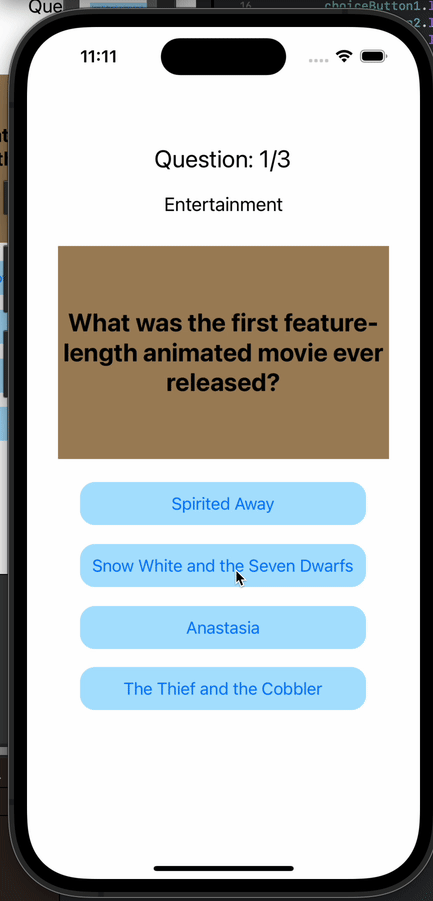 Que
16
choiceButton1.
11:11
Question: 1/3
Entertainment
What was the first feature-
length animated movie ever
released?
Spirited Away
Snow White and the Seven Dwarfs
Anastasia
The Thief and the Cobbler